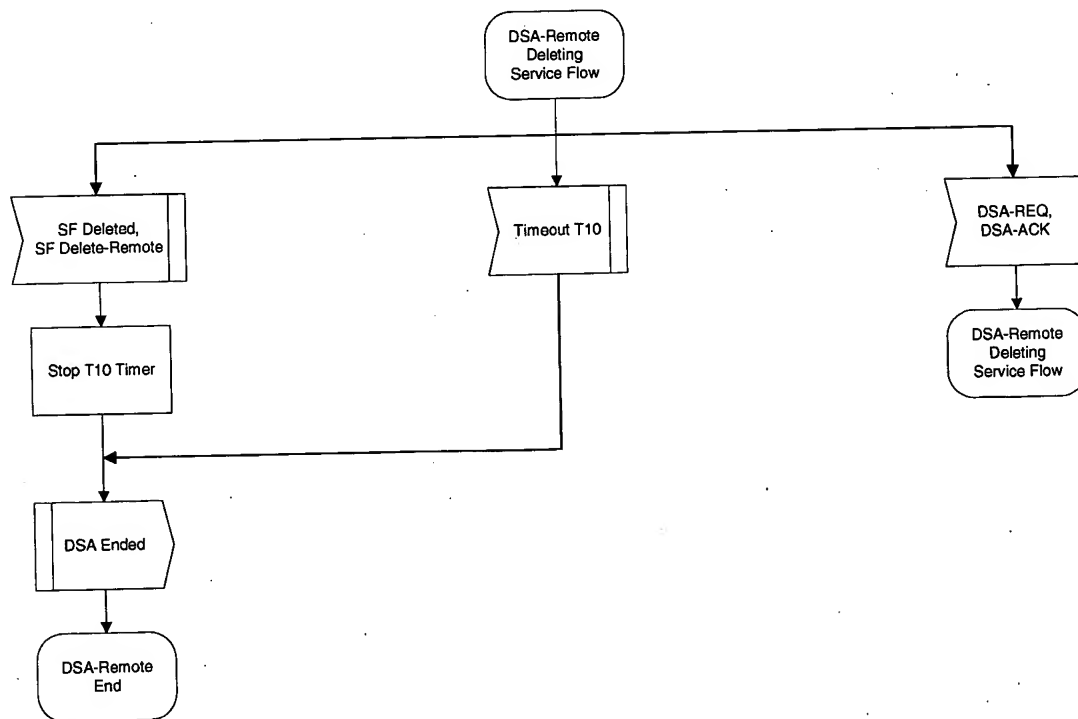 DSA-Remote
Deleting
Service Flow
SF Deleted,
SF Delete-Remote
Timeout T10
DSA-REQ,
DSA-ACK
Stop T10 Timer
DSA-Remote
Deleting
Service Flow
DSA Ended
DSA-Remote
End